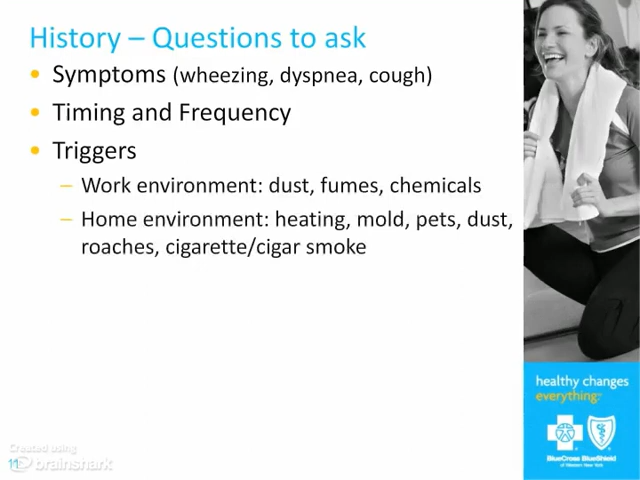 History – Questions to ask
• Symptoms (wheezing, dyspnea, cough)
• Timing and Frequency
• Triggers
– Work environment: dust, fumes, chemicals
– Home environment: heating, mold, pets, dust,
roaches, cigarette/cigar smoke
healthy changes
everything.℠
BlueCross BlueShield
of Western New York
Created using
brainshark
11